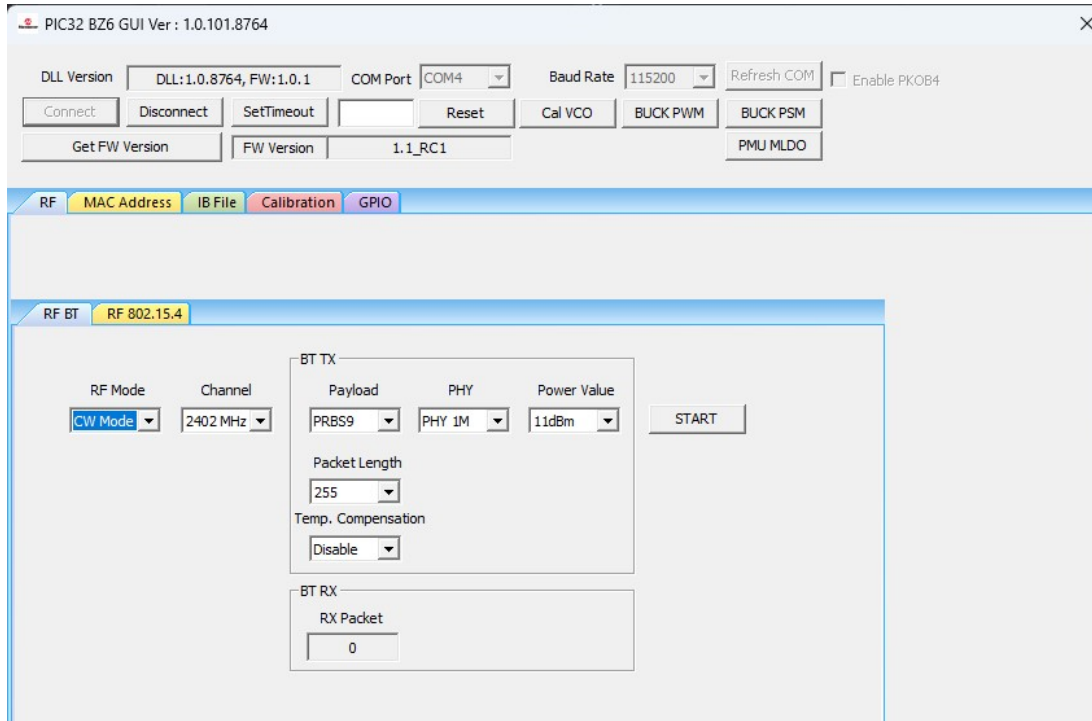 PIC32 BZ6 GUI Ver : 1.0.101.8764
DLL Version DLL:1.0.8764, FW:1.0.1 COM Port COM4 Baud Rate 115200 Refresh COM Enable PKOB4
Connect Disconnect SetTimeout Reset Cal VCO BUCK PWM BUCK PSM
Get FW Version FW Version 1.1_RC1 PMU MLDO
RF MAC Address IB File Calibration GPIO
RF BT RF 802.15.4
BT TX
RF Mode Channel Payload PHY Power Value
CW Mode 2402 MHz PRBS9 PHY 1M 11dBm START
Packet Length
255
Temp. Compensation
Disable
BT RX
RX Packet
0